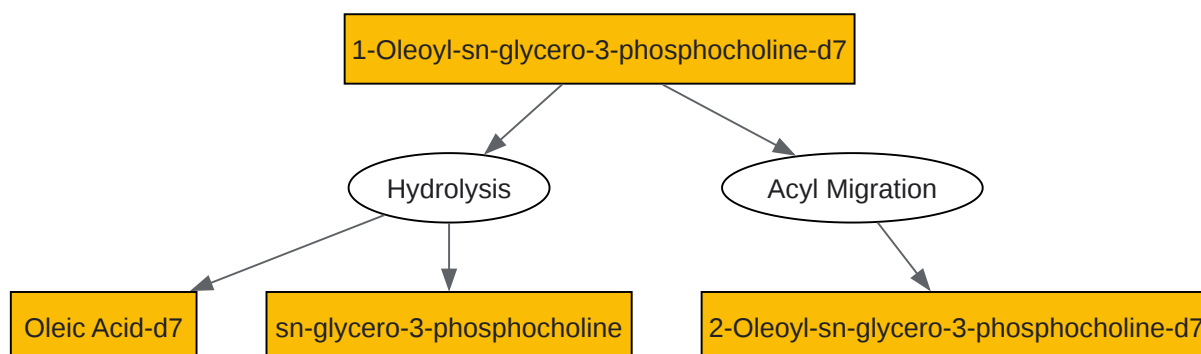 1-Oleoyl-sn-glycero-3-phosphocholine-d7
Hydrolysis
Acyl Migration
Oleic Acid-d7
sn-glycero-3-phosphocholine
2-Oleoyl-sn-glycero-3-phosphocholine-d7